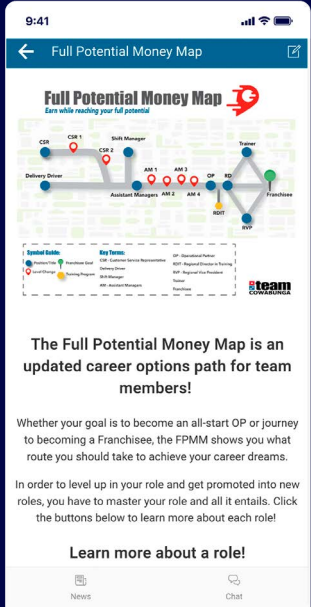 9:41
Full Potential Money Map
Full Potential Money Map
Earn while reaching your full potential
CSR
CSR 1
CSR 2
Shift Manager
Delivery Driver
Assistant Managers
AM 1
AM 2
AM 3
AM 4
OP
RD
RDIT
Trainer
Franchisee
RVP
Symbol Guide:
Position/Title
Franchisee Goal
Level Change
Training Program
Key Terms:
CSR - Customer Service Representative
Delivery Driver
Shift Manager
AM - Assistant Managers
OP - Operational Partner
RDIT - Regional Director in Training
RVP - Regional Vice President
Trainer
Franchisee
team
COWABUNGA
The Full Potential Money Map is an
updated career options path for team
members!
Whether your goal is to become an all-start OP or journey
to becoming a Franchisee, the FPMM shows you what
route you should take to achieve your career dreams.
In order to level up in your role and get promoted into new
roles, you have to master your role and all it entails. Click
the buttons below to learn more about each role!
Learn more about a role!
News
Chat